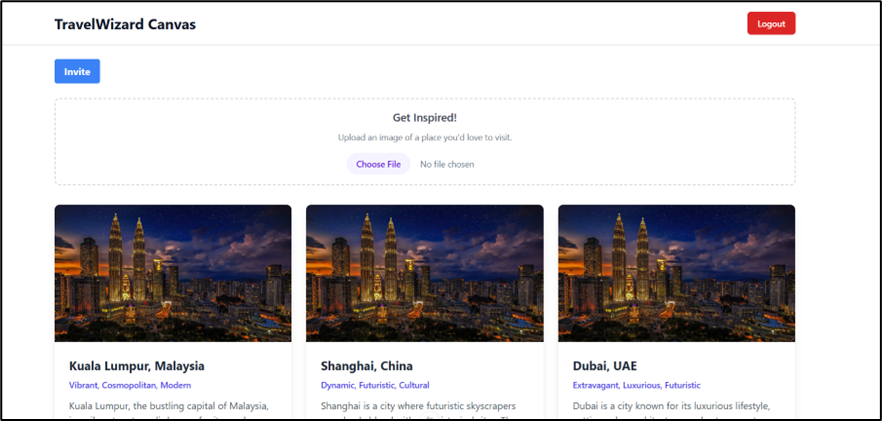 TravelWizard Canvas
Logout
Invite
Get Inspired!
Upload an image of a place you'd love to visit.
Choose File No file chosen
Kuala Lumpur, Malaysia
Shanghai, China
Dubai, UAE
Vibrant, Cosmopolitan, Modern
Dynamic, Futuristic, Cultural
Extravagant, Luxurious, Futuristic
Kuala Lumpur, the bustling capital of Malaysia,
Shanghai is a city where futuristic skyscrapers
Dubai is a city known for its luxurious lifestyle,